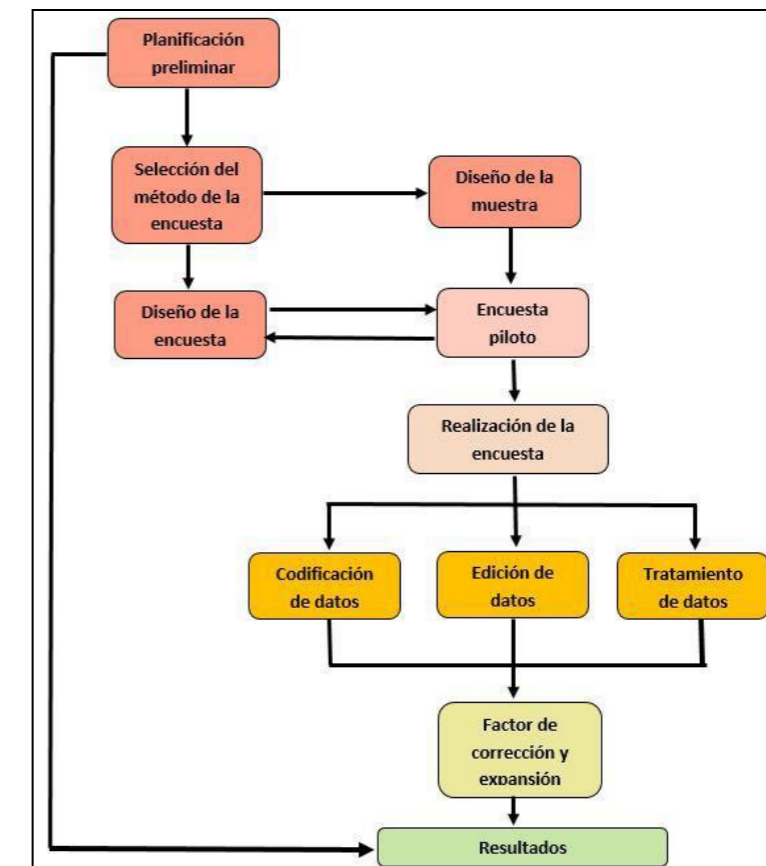 Planificación
preliminar
Selección del
método de la
encuesta
Diseño de la
muestra
Diseño de la
encuesta
Encuesta
piloto
Realización de la
encuesta
Codificación
de datos
Edición de
datos
Tratamiento
de datos
Factor de
corrección y
expansión
Resultados